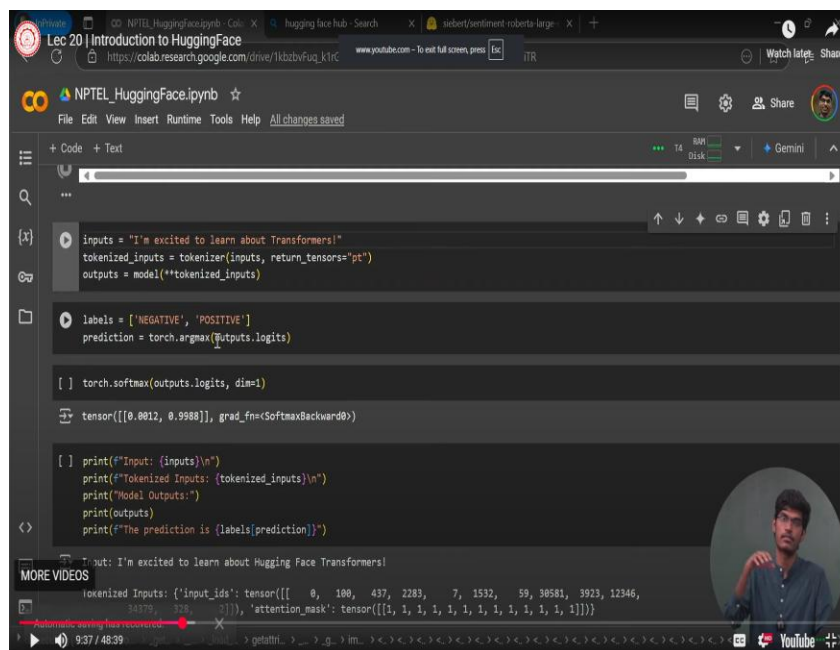 InPrivate
NPTEL_HuggingFace.ipynb - Cola
hugging face hub - Search
siebert/sentiment-roberta-large-
Lec 20 | Introduction to HuggingFace
https://colab.research.google.com/drive/1kbzbvFuq_k1r
www.youtube.com – To exit full screen, press Esc
Watch later
Share
NPTEL_HuggingFace.ipynb
File Edit View Insert Runtime Tools Help All changes saved
Share
+ Code + Text
T4 RAM Disk
Gemini
inputs = "I'm excited to learn about Transformers!"
tokenized_inputs = tokenizer(inputs, return_tensors="pt")
outputs = model(**tokenized_inputs)
labels = ['NEGATIVE', 'POSITIVE']
prediction = torch.argmax(outputs.logits)
[ ] torch.softmax(outputs.logits, dim=1)
tensor([[0.0012, 0.9988]], grad_fn=<SoftmaxBackward0>)
[ ] print(f"Input: {inputs}\n")
print(f"Tokenized Inputs: {tokenized_inputs}\n")
print("Model Outputs:")
print(outputs)
print(f"The prediction is {labels[prediction]}")
Input: I'm excited to learn about Hugging Face Transformers!
MORE VIDEOS
Tokenized Inputs: {'input_ids': tensor([[ 0, 100, 437, 2283, 7, 1532, 59, 30581, 3923, 12346,
34379, 328, 2]]), 'attention_mask': tensor([[1, 1, 1, 1, 1, 1, 1, 1, 1, 1, 1, 1, 1]])}
Automatic saving has recovered.
9:37 / 48:39
YouTube